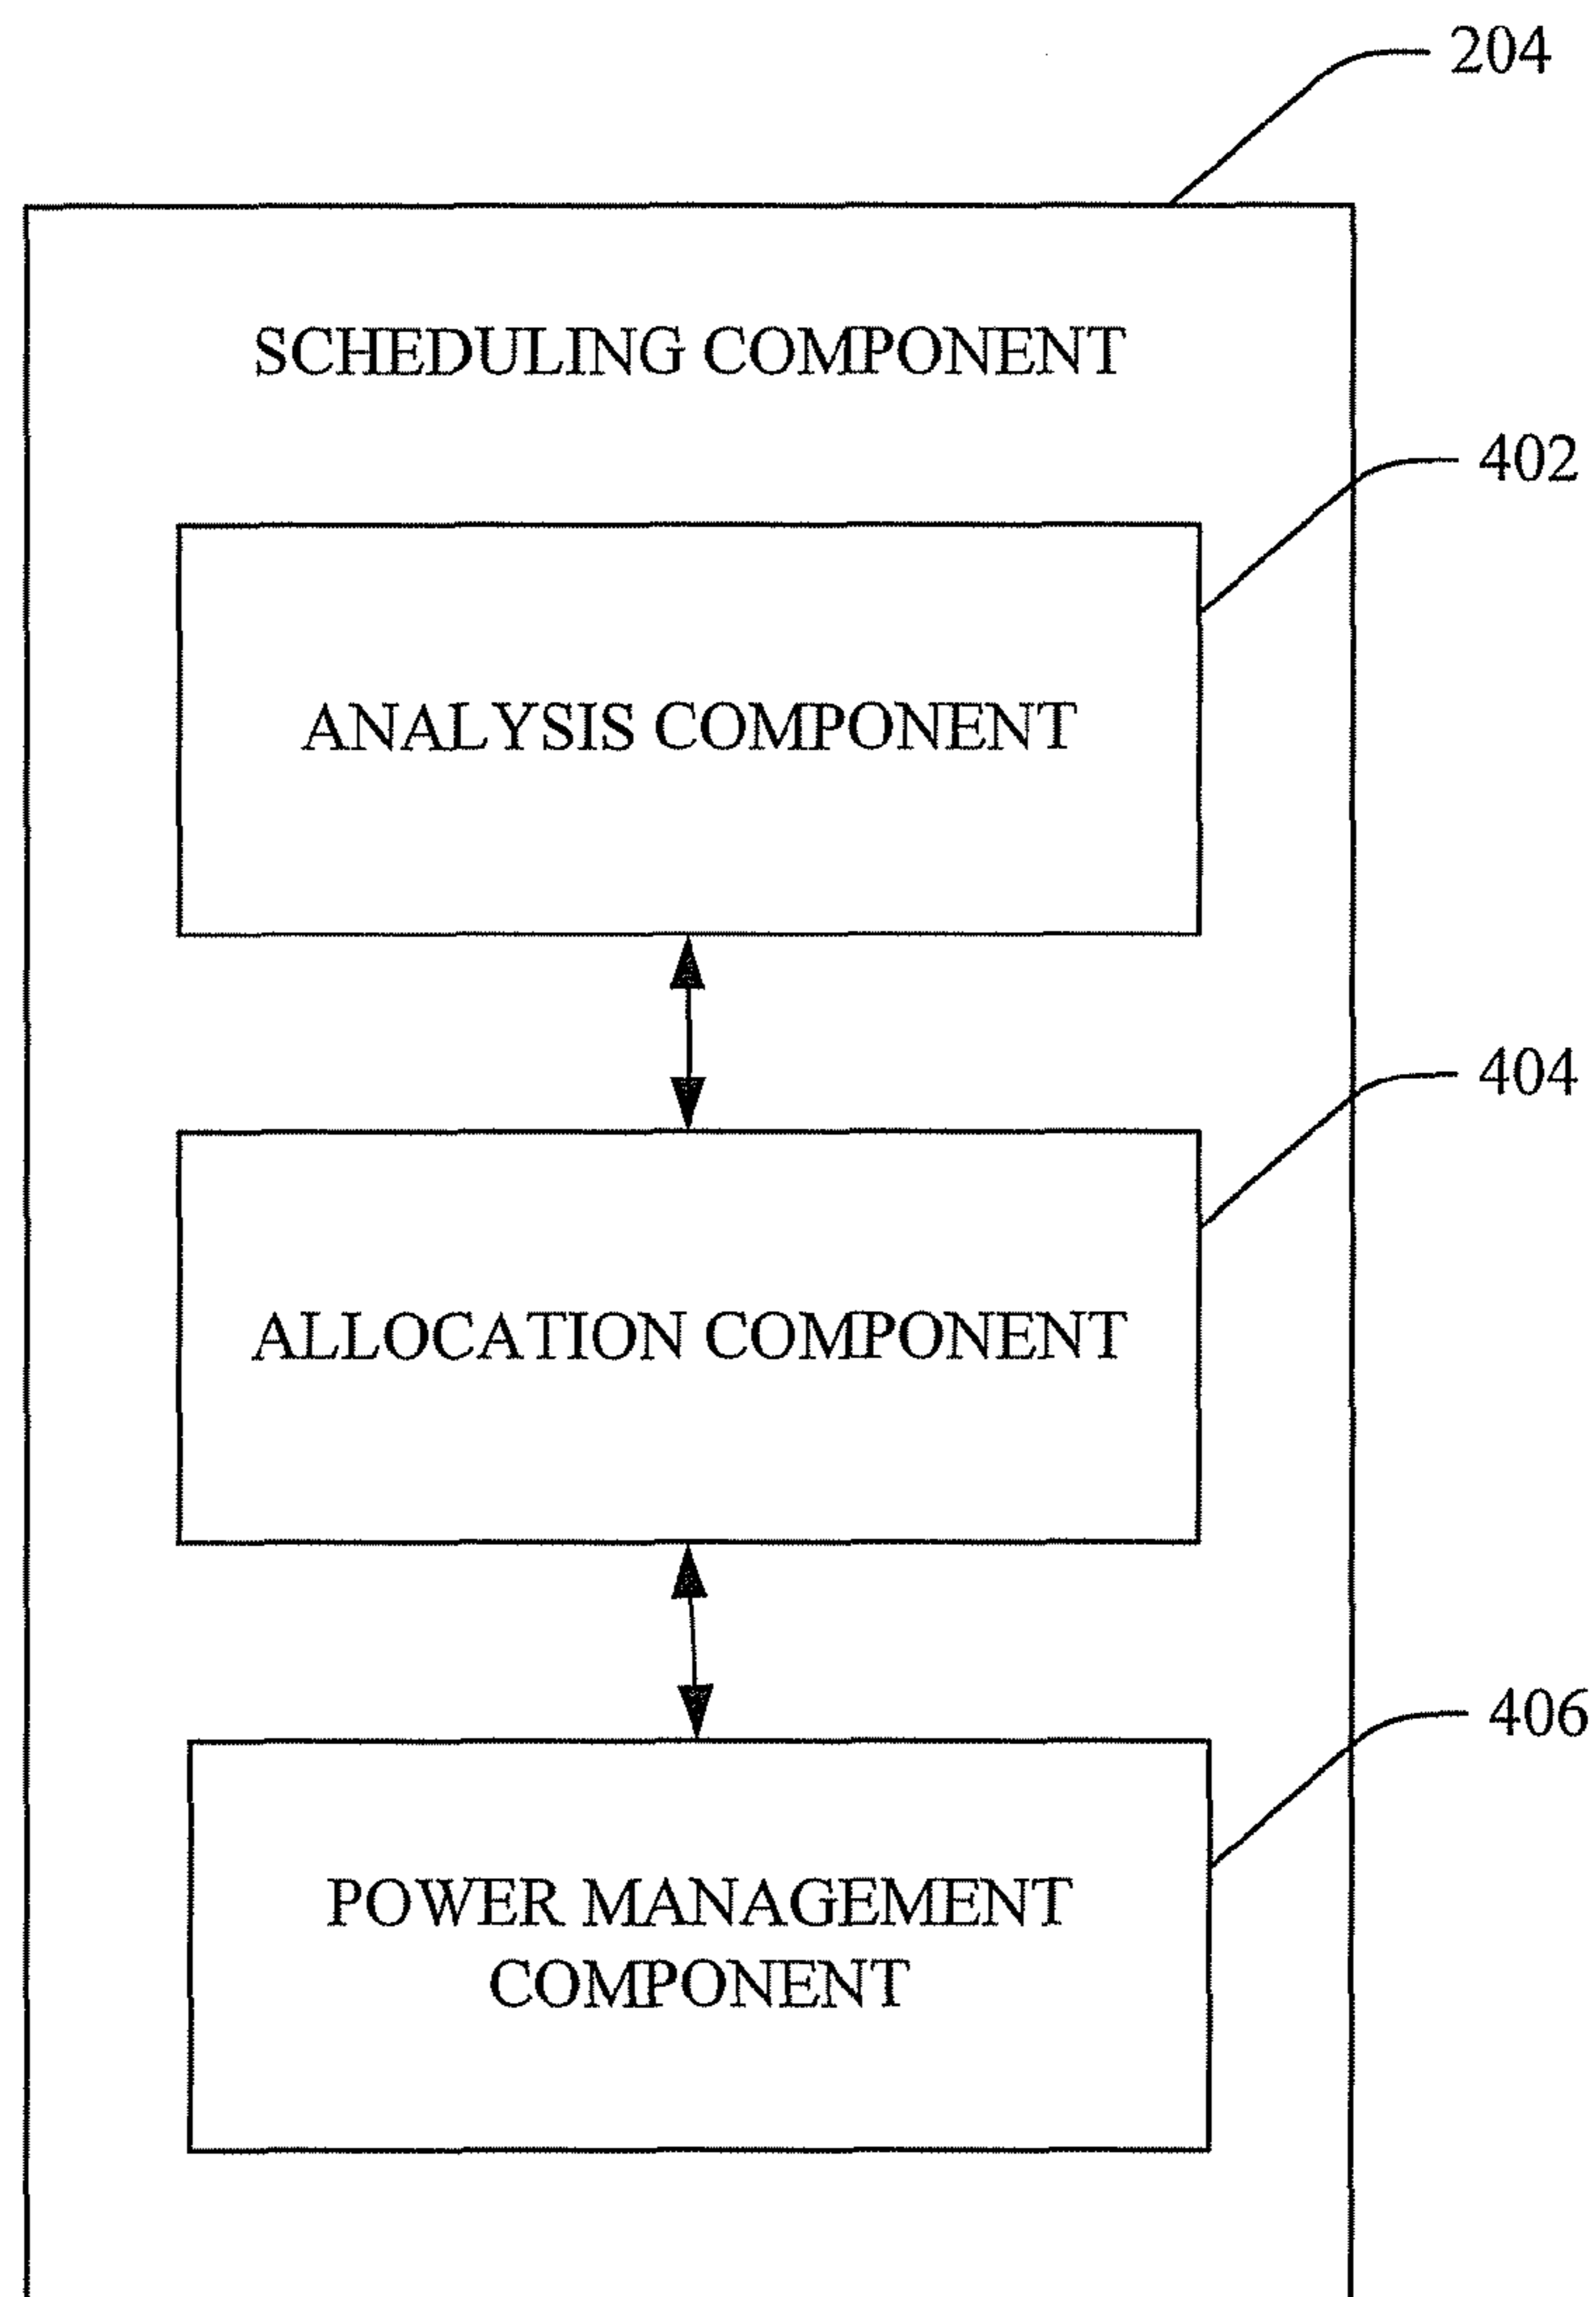 204
SCHEDULING COMPONENT
402
ANALYSIS COMPONENT
404
ALLOCATION COMPONENT
406
POWER MANAGEMENT
COMPONENT